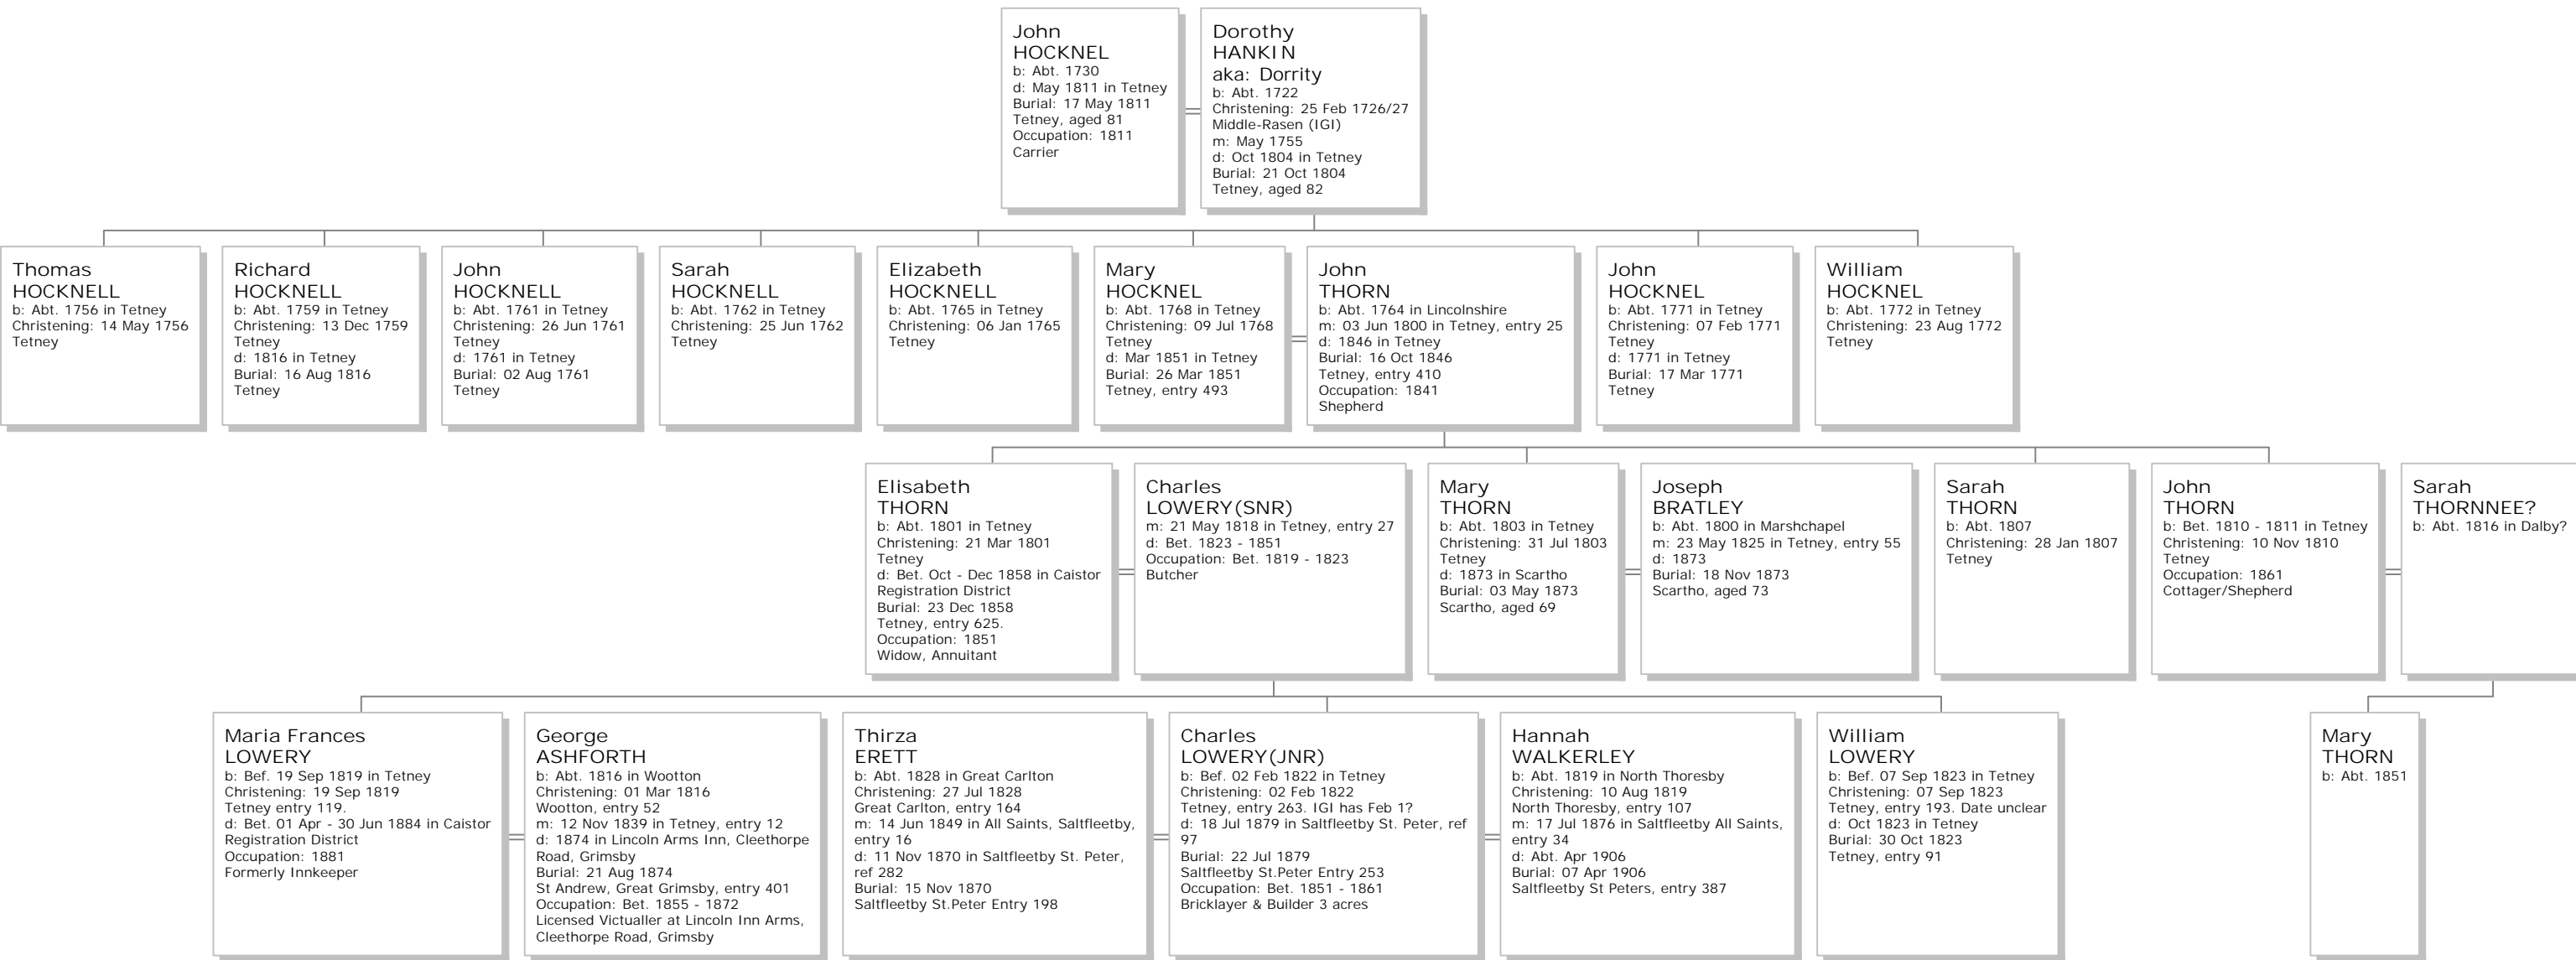 John
HOCKNEL
b: Abt. 1730
d: May 1811 in Tetney
Burial: 17 May 1811
Tetney, aged 81
Occupation: 1811
Carrier
Dorothy
HANKIN
aka: Dorrity
b: Abt. 1722
Christening: 25 Feb 1726/27
Middle-Rasen (IGI)
m: May 1755
d: Oct 1804 in Tetney
Burial: 21 Oct 1804
Tetney, aged 82
Thomas
HOCKNELL
b: Abt. 1756 in Tetney
Christening: 14 May 1756
Tetney
Richard
HOCKNELL
b: Abt. 1759 in Tetney
Christening: 13 Dec 1759
Tetney
d: 1816 in Tetney
Burial: 16 Aug 1816
Tetney
John
HOCKNELL
b: Abt. 1761 in Tetney
Christening: 26 Jun 1761
Tetney
d: 1761 in Tetney
Burial: 02 Aug 1761
Tetney
Sarah
HOCKNELL
b: Abt. 1762 in Tetney
Christening: 25 Jun 1762
Tetney
Elizabeth
HOCKNELL
b: Abt. 1765 in Tetney
Christening: 06 Jan 1765
Tetney
Mary
HOCKNEL
b: Abt. 1768 in Tetney
Christening: 09 Jul 1768
Tetney
d: Mar 1851 in Tetney
Burial: 26 Mar 1851
Tetney, entry 493
John
THORN
b: Abt. 1764 in Lincolnshire
m: 03 Jun 1800 in Tetney, entry 25
d: 1846 in Tetney
Burial: 16 Oct 1846
Tetney, entry 410
Occupation: 1841
Shepherd
John
HOCKNEL
b: Abt. 1771 in Tetney
Christening: 07 Feb 1771
Tetney
d: 1771 in Tetney
Burial: 17 Mar 1771
Tetney
William
HOCKNEL
b: Abt. 1772 in Tetney
Christening: 23 Aug 1772
Tetney
Elisabeth
THORN
b: Abt. 1801 in Tetney
Christening: 21 Mar 1801
Tetney
d: Bet. Oct - Dec 1858 in Caistor
Registration District
Burial: 23 Dec 1858
Tetney, entry 625.
Occupation: 1851
Widow, Annuitant
Charles
LOWERY(SNR)
m: 21 May 1818 in Tetney, entry 27
d: Bet. 1823 - 1851
Occupation: Bet. 1819 - 1823
Butcher
Mary
THORN
b: Abt. 1803 in Tetney
Christening: 31 Jul 1803
Tetney
d: 1873 in Scartho
Burial: 03 May 1873
Scartho, aged 69
Joseph
BRATLEY
b: Abt. 1800 in Marshchapel
m: 23 May 1825 in Tetney, entry 55
d: 1873
Burial: 18 Nov 1873
Scartho, aged 73
Sarah
THORN
b: Abt. 1807
Christening: 28 Jan 1807
Tetney
John
THORN
b: Bet. 1810 - 1811 in Tetney
Christening: 10 Nov 1810
Tetney
Occupation: 1861
Cottager/Shepherd
Sarah
THORNNEE?
b: Abt. 1816 in Dalby?
Maria Frances
LOWERY
b: Bef. 19 Sep 1819 in Tetney
Christening: 19 Sep 1819
Tetney entry 119.
d: Bet. 01 Apr - 30 Jun 1884 in Caistor
Registration District
Occupation: 1881
Formerly Innkeeper
George
ASHFORTH
b: Abt. 1816 in Wootton
Christening: 01 Mar 1816
Wootton, entry 52
m: 12 Nov 1839 in Tetney, entry 12
d: 1874 in Lincoln Arms Inn, Cleethorpe
Road, Grimsby
Burial: 21 Aug 1874
St Andrew, Great Grimsby, entry 401
Occupation: Bet. 1855 - 1872
Licensed Victualler at Lincoln Inn Arms,
Cleethorpe Road, Grimsby
Thirza
ERETT
b: Abt. 1828 in Great Carlton
Christening: 27 Jul 1828
Great Carlton, entry 164
m: 14 Jun 1849 in All Saints, Saltfleetby,
entry 16
d: 11 Nov 1870 in Saltfleetby St. Peter,
ref 282
Burial: 15 Nov 1870
Saltfleetby St.Peter Entry 198
Charles
LOWERY(JNR)
b: Bef. 02 Feb 1822 in Tetney
Christening: 02 Feb 1822
Tetney, entry 263. IGI has Feb 1?
d: 18 Jul 1879 in Saltfleetby St. Peter, ref
97
Burial: 22 Jul 1879
Saltfleetby St.Peter Entry 253
Occupation: Bet. 1851 - 1861
Bricklayer & Builder 3 acres
Hannah
WALKERLEY
b: Abt. 1819 in North Thoresby
Christening: 10 Aug 1819
North Thoresby, entry 107
m: 17 Jul 1876 in Saltfleetby All Saints,
entry 34
d: Abt. Apr 1906
Burial: 07 Apr 1906
Saltfleetby St Peters, entry 387
William
LOWERY
b: Bef. 07 Sep 1823 in Tetney
Christening: 07 Sep 1823
Tetney, entry 193. Date unclear
d: Oct 1823 in Tetney
Burial: 30 Oct 1823
Tetney, entry 91
Mary
THORN
b: Abt. 1851